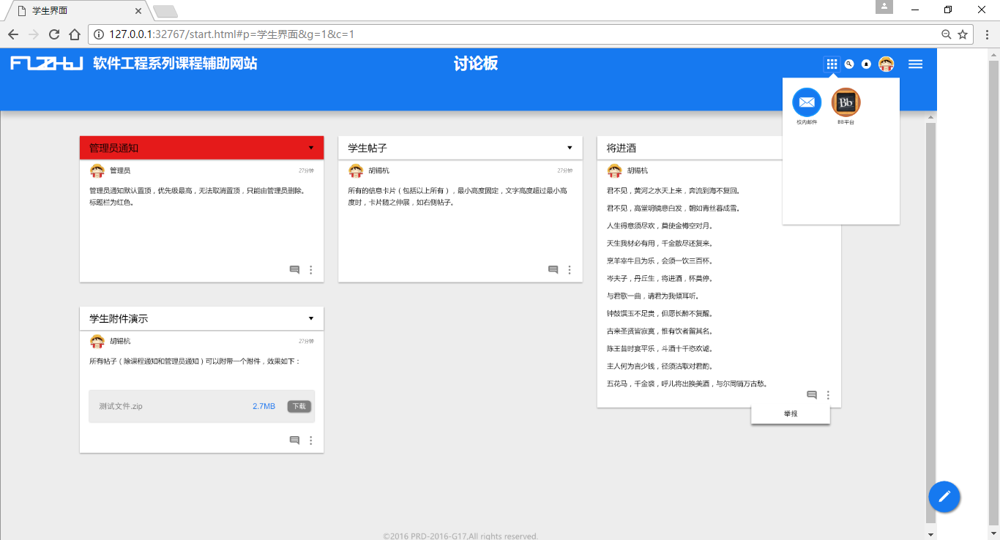 学生界面
127.0.0.1:32767/start.html#p=学生界面&g=1&c=1
软件工程系列课程辅助网站
讨论板
校内邮件
BB平台
管理员通知
管理员
27分钟
管理员通知默认置顶，优先级最高，无法取消置顶，只能由管理员删除。
标题栏为红色。
学生帖子
胡锡杭
27分钟
所有的信息卡片（包括以上所有），最小高度固定，文字高度超过最小高
度时，卡片随之伸展，如右侧帖子。
将进酒
胡锡杭
君不见，黄河之水天上来，奔流到海不复回。
君不见，高堂明镜悲白发，朝如青丝暮成雪。
人生得意须尽欢，莫使金樽空对月。
天生我材必有用，千金散尽还复来。
烹羊宰牛且为乐，会须一饮三百杯。
岑夫子，丹丘生，将进酒，杯莫停。
与君歌一曲，请君为我倾耳听。
钟鼓馔玉不足贵，但愿长醉不复醒。
古来圣贤皆寂寞，惟有饮者留其名。
陈王昔时宴平乐，斗酒十千恣欢谑。
主人何为言少钱，径须沽取对君酌。
五花马，千金裘，呼儿将出换美酒，与尔同销万古愁。
举报
学生附件演示
胡锡杭
27分钟
所有帖子（除课程通知和管理员通知）可以附带一个附件，效果如下：
测试文件.zip
2.7MB
下载
©2016 PRD-2016-G17,All rights reserved.